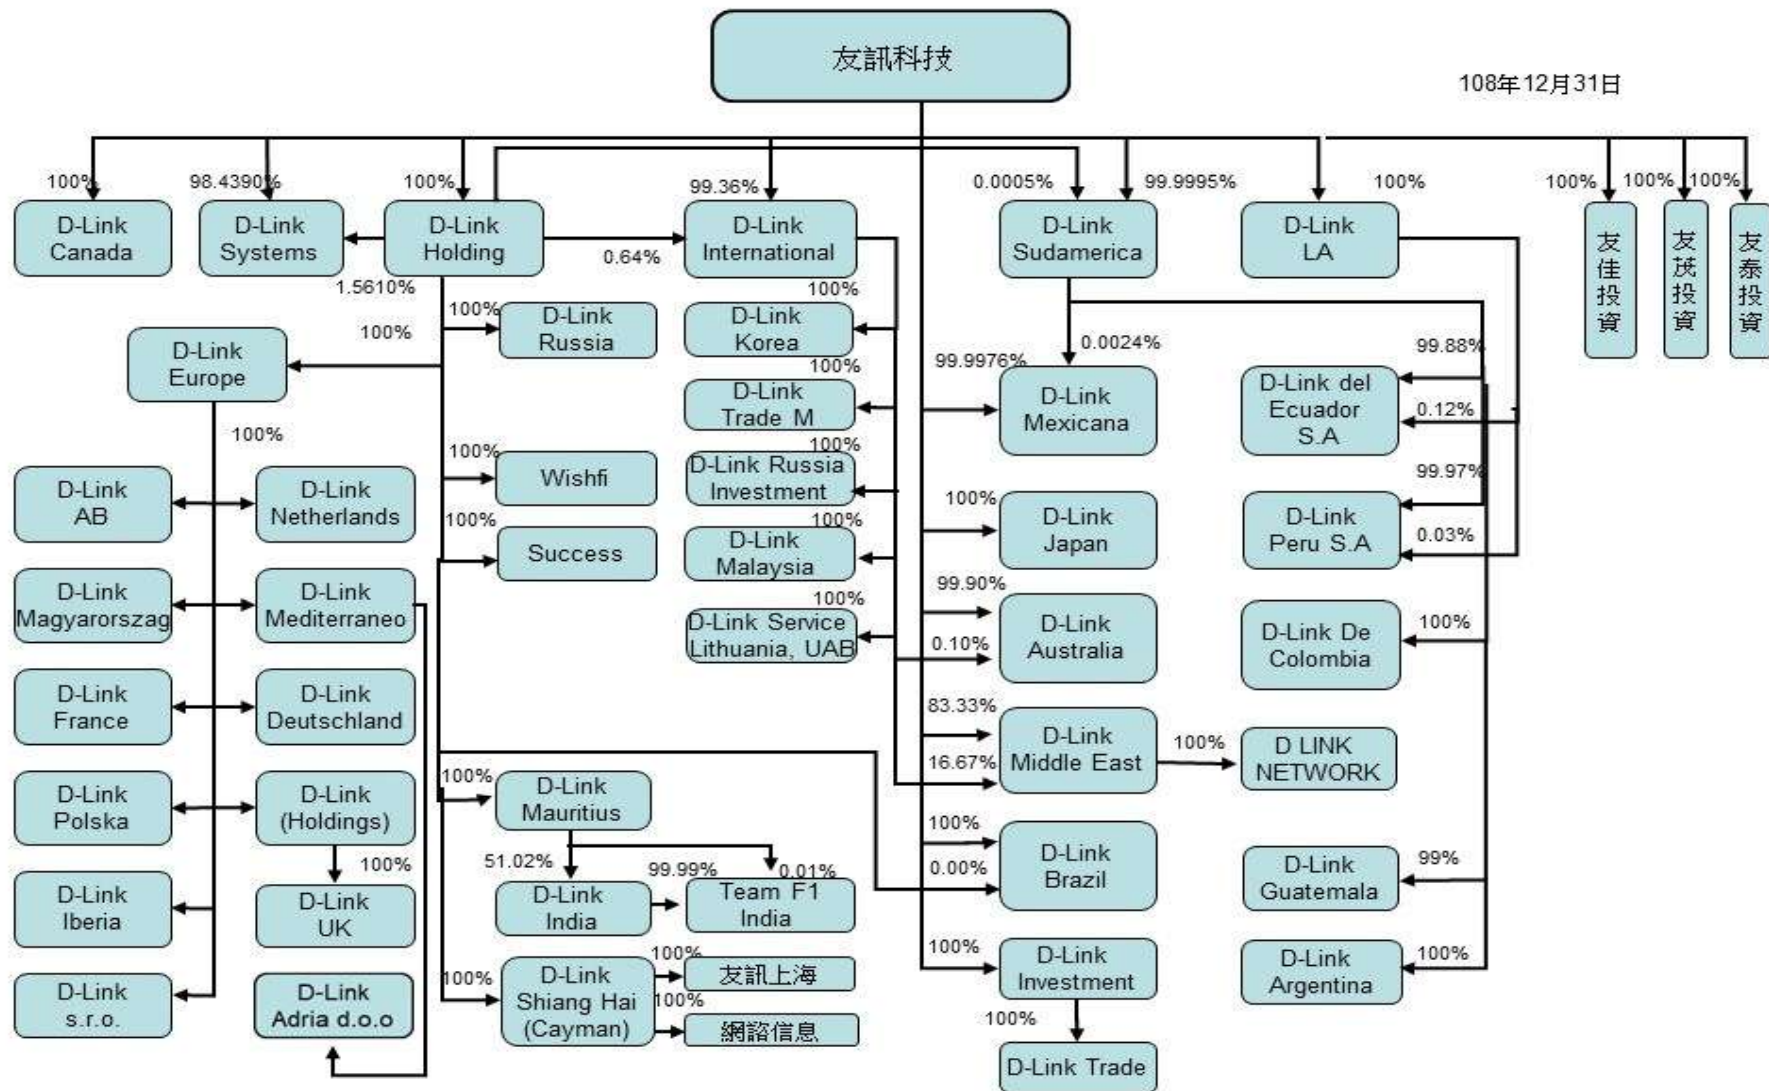 友訊科技
108年12月31日
100%
98.4390%
100%
99.36%
0.0005%
99.9995%
100%
100%
100%
100%
D-Link
Canada
D-Link
Systems
D-Link
Holding
D-Link
International
D-Link
Sudamerica
D-Link
LA
友佳投資
友茂投資
友泰投資
1.5610%
0.64%
100%
D-Link
Europe
100%
100%
D-Link
Russia
100%
Wishfi
100%
Success
100%
D-Link
Korea
100%
D-Link
Trade M
100%
D-Link Russia
Investment
100%
D-Link
Malaysia
100%
D-Link Service
Lithuania, UAB
99.9976%
0.0024%
D-Link
Mexicana
100%
D-Link
Japan
99.90%
0.10%
D-Link
Australia
83.33%
16.67%
D-Link
Middle East
100%
D LINK
NETWORK
100%
0.00%
D-Link
Brazil
100%
D-Link
Investment
100%
D-Link Trade
99.88%
0.12%
D-Link del
Ecuador
S.A
99.97%
0.03%
D-Link
Peru S.A
100%
D-Link De
Colombia
99%
D-Link
Guatemala
100%
D-Link
Argentina
D-Link
AB
D-Link
Netherlands
D-Link
Magyarorszag
D-Link
Mediterraneo
D-Link
France
D-Link
Deutschland
D-Link
Polska
D-Link
(Holdings)
100%
D-Link
Iberia
D-Link
UK
D-Link
s.r.o.
D-Link
Adria d.o.o
100%
D-Link
Mauritius
51.02%
99.99%
0.01%
D-Link
India
Team F1
India
100%
D-Link
Shiang Hai
(Cayman)
100%
友訊上海
100%
網諮信息